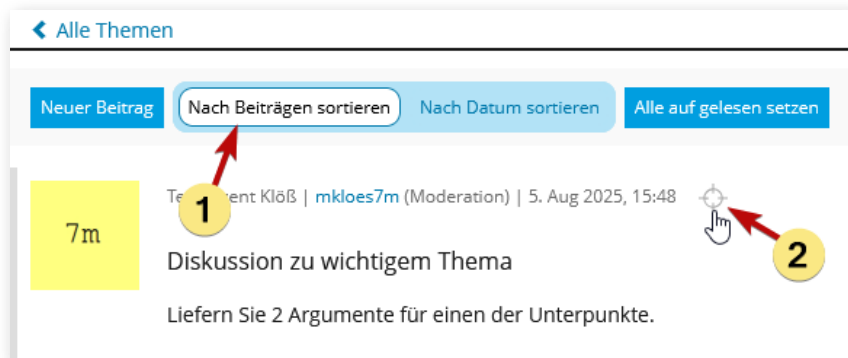 Alle Themen
Neuer Beitrag Nach Beiträgen sortieren Nach Datum sortieren Alle auf gelesen setzen
1
Klöß | mkloes7m (Moderation) | 5. Aug 2025, 15:48
7m
2
Diskussion zu wichtigem Thema
Liefern Sie 2 Argumente für einen der Unterpunkte.